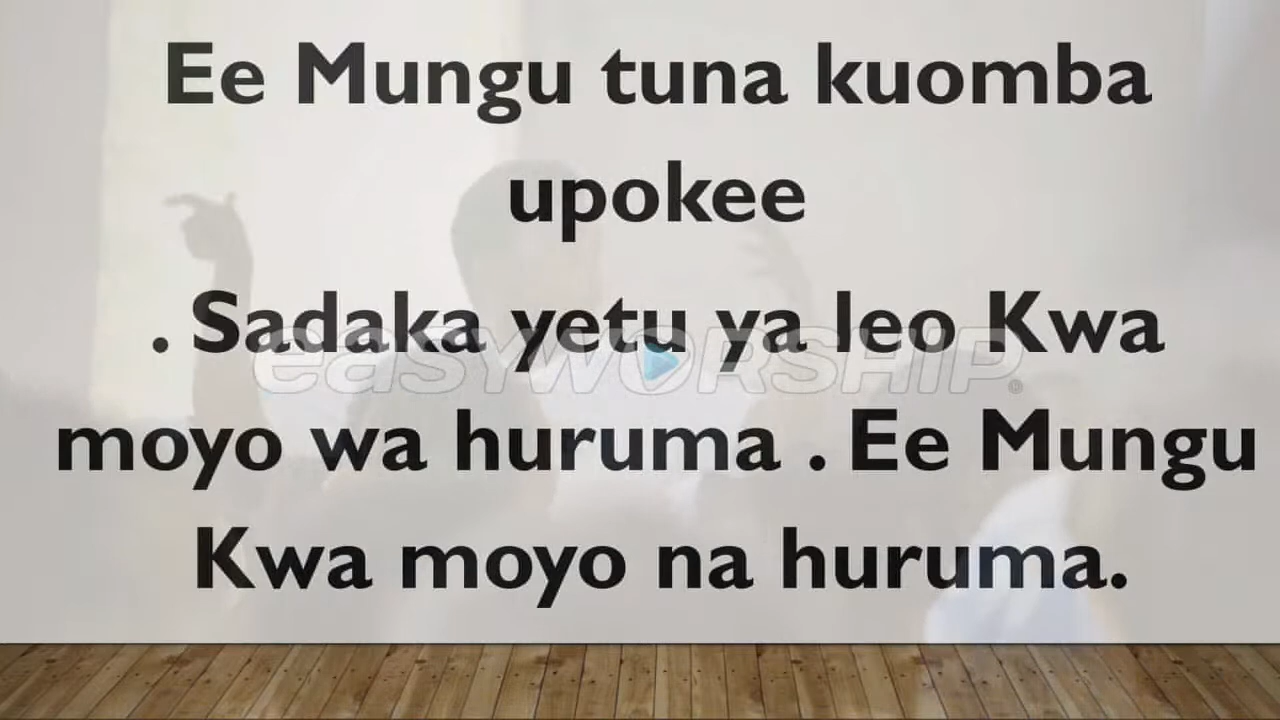 Ee Mungu tuna kuomba
upokee
. Sadaka yetu ya leo Kwa
easyworship®
moyo wa huruma . Ee Mungu
Kwa moyo na huruma.